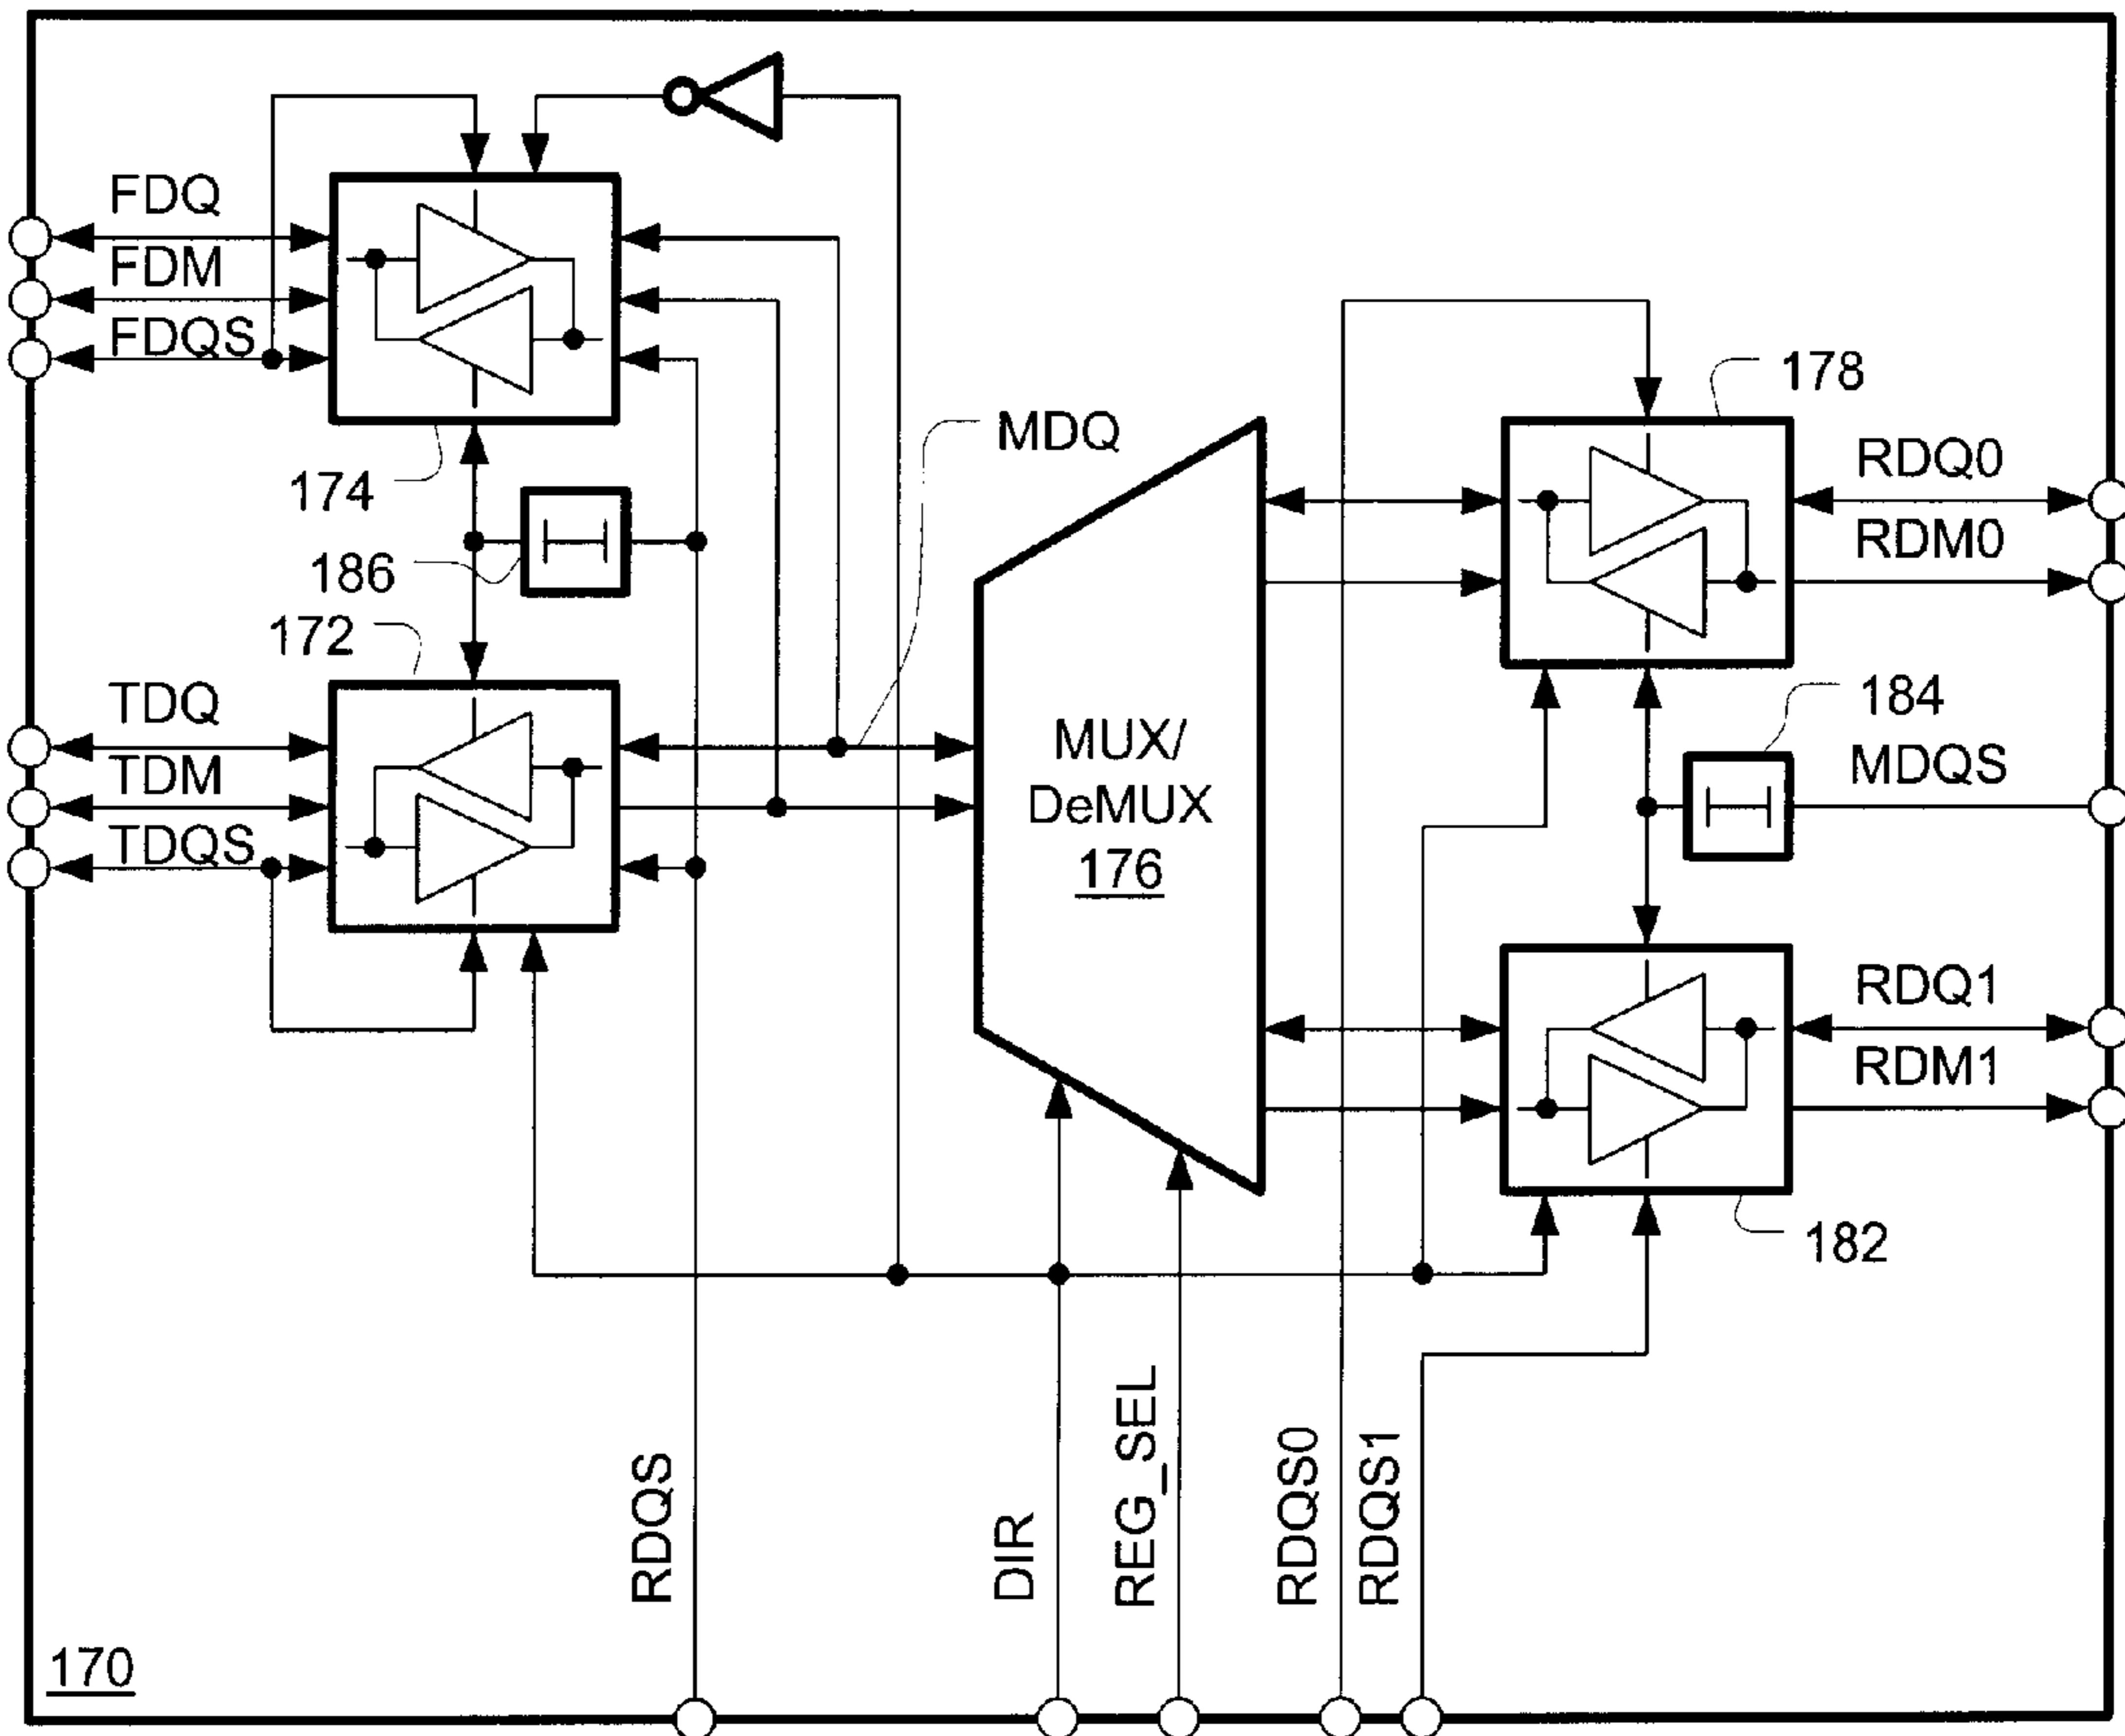 FDQ
FDM
FDQS
174
186
172
TDQ
TDM
TDQS
MDQ
MUX/
DeMUX
176
178
RDQ0
RDM0
184
MDQS
RDQ1
RDM1
182
RDQS
DIR
REG_SEL
RDQS0
RDQS1
170